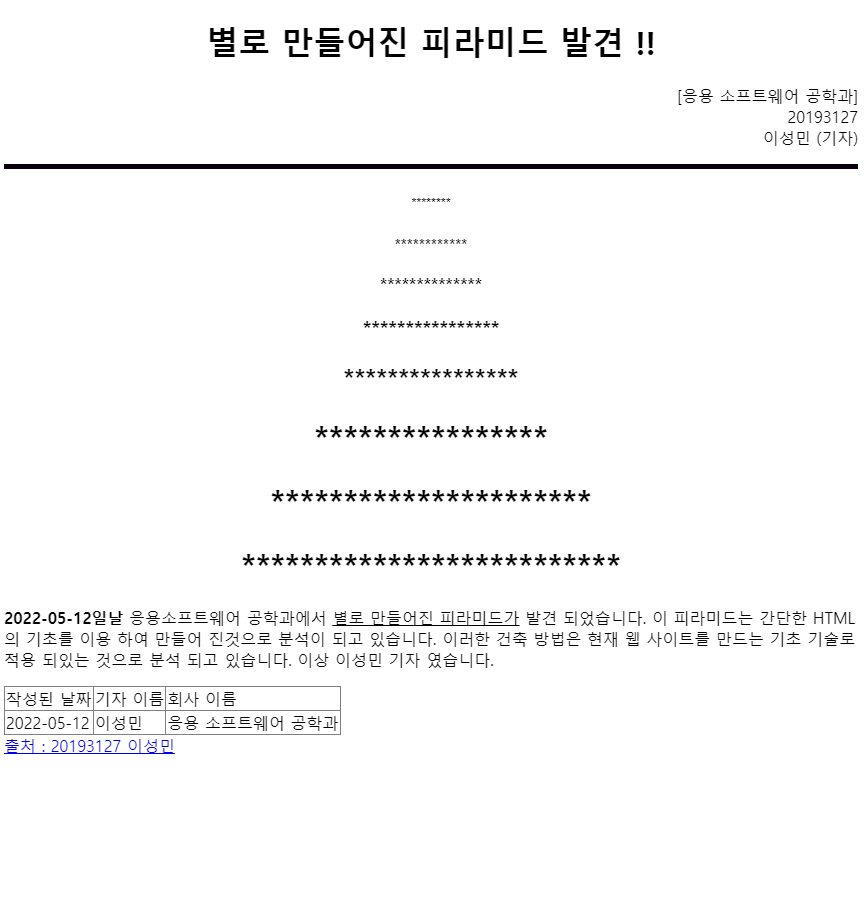 별로 만들어진 피라미드 발견 !!
[응용 소프트웨어 공학과]
20193127
이성민 (기자)
********
************
**************
****************
****************
****************
**********************
**************************
2022-05-12일날 응용소프트웨어 공학과에서 별로 만들어진 피라미드가 발견 되었습니다. 이 피라미드는 간단한 HTML
의 기초를 이용 하여 만들어 진것으로 분석이 되고 있습니다. 이러한 건축 방법은 현재 웹 사이트를 만드는 기초 기술로
적용 되있는 것으로 분석 되고 있습니다. 이상 이성민 기자 였습니다.
작성된 날짜 기자 이름 회사 이름
2022-05-12 이성민 응용 소프트웨어 공학과
출처 : 20193127 이성민